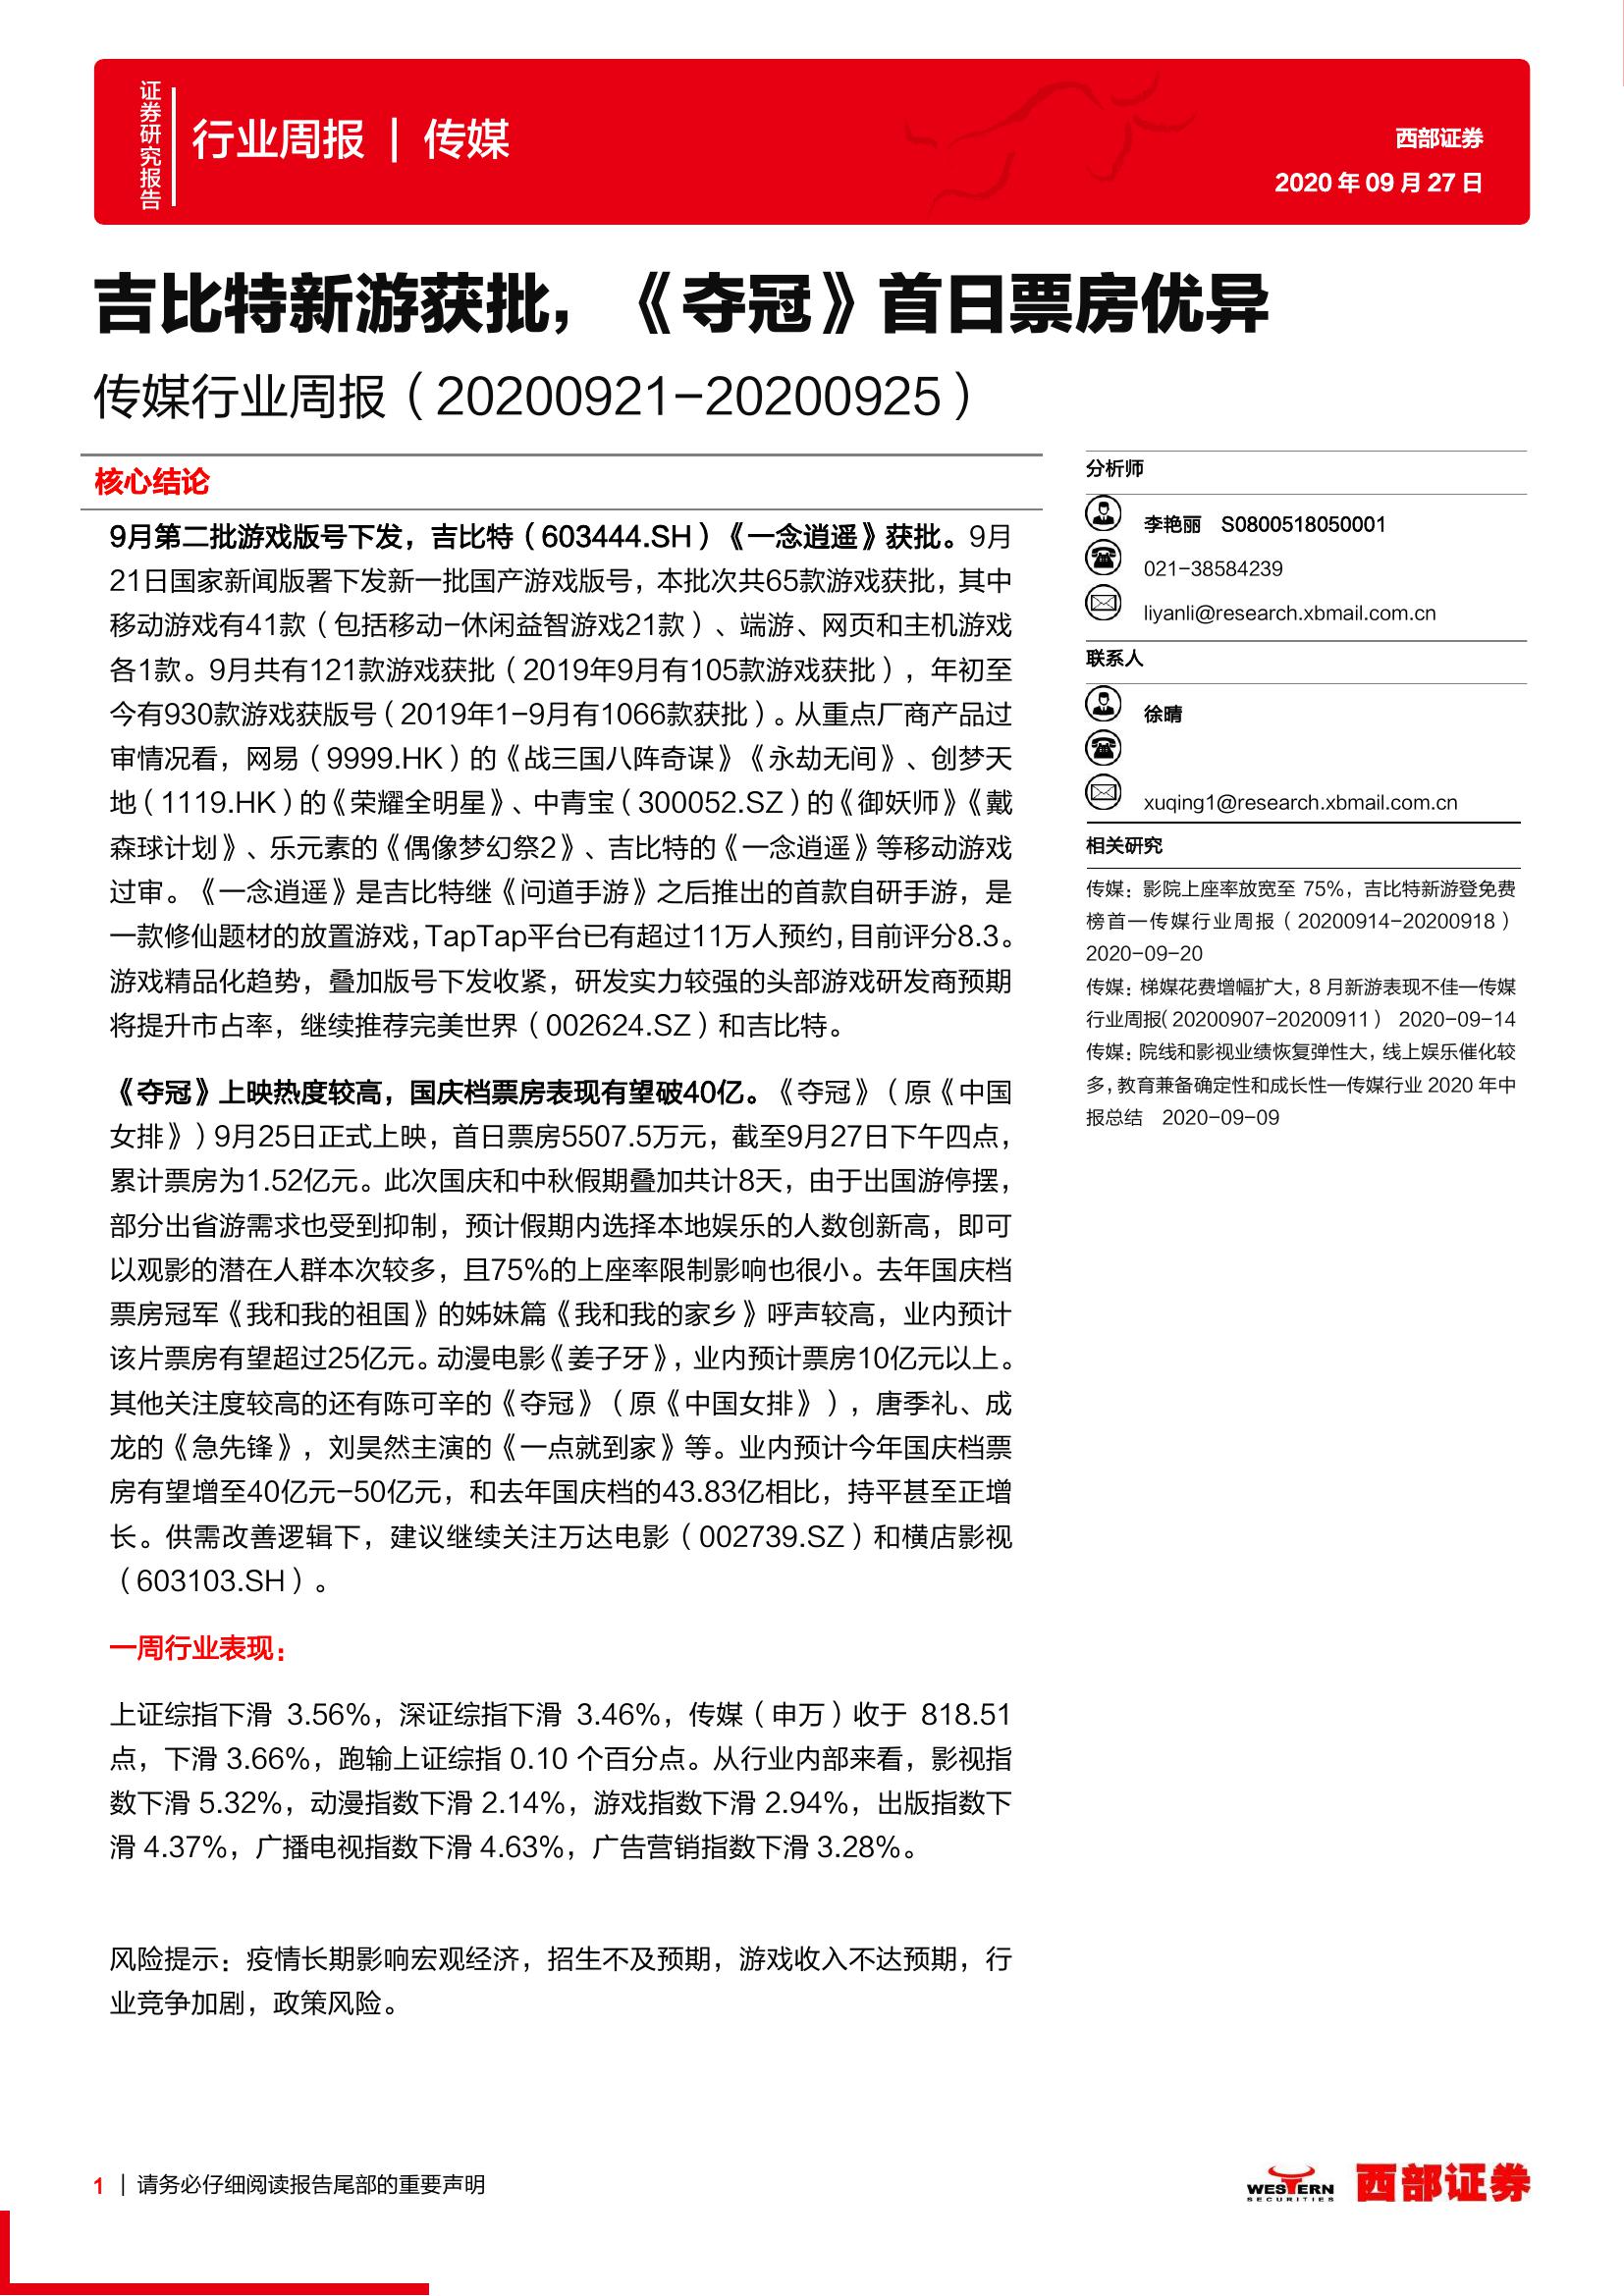 证券研究报告
行业周报 | 传媒
西部证券
2020 年 09 月 27 日
吉比特新游获批，《夺冠》首日票房优异
传媒行业周报（20200921-20200925）
核心结论
9月第二批游戏版号下发，吉比特（603444.SH）《一念逍遥》获批。9月
21日国家新闻版署下发新一批国产游戏版号，本批次共65款游戏获批，其中
移动游戏有41款（包括移动-休闲益智游戏21款）、端游、网页和主机游戏
各1款。9月共有121款游戏获批（2019年9月有105款游戏获批），年初至
今有930款游戏获版号（2019年1-9月有1066款获批）。从重点厂商产品过
审情况看，网易（9999.HK）的《战三国八阵奇谋》《永劫无间》、创梦天
地（1119.HK）的《荣耀全明星》、中青宝（300052.SZ）的《御妖师》《戴
森球计划》、乐元素的《偶像梦幻祭2》、吉比特的《一念逍遥》等移动游戏
过审。《一念逍遥》是吉比特继《问道手游》之后推出的首款自研手游，是
一款修仙题材的放置游戏，TapTap平台已有超过11万人预约，目前评分8.3。
游戏精品化趋势，叠加版号下发收紧，研发实力较强的头部游戏研发商预期
将提升市占率，继续推荐完美世界（002624.SZ）和吉比特。
《夺冠》上映热度较高，国庆档票房表现有望破40亿。《夺冠》（原《中国
女排》）9月25日正式上映，首日票房5507.5万元，截至9月27日下午四点，
累计票房为1.52亿元。此次国庆和中秋假期叠加共计8天，由于出国游停摆，
部分出省游需求也受到抑制，预计假期内选择本地娱乐的人数创新高，即可
以观影的潜在人群本次较多，且75%的上座率限制影响也很小。去年国庆档
票房冠军《我和我的祖国》的姊妹篇《我和我的家乡》呼声较高，业内预计
该片票房有望超过25亿元。动漫电影《姜子牙》，业内预计票房10亿元以上。
其他关注度较高的还有陈可辛的《夺冠》（原《中国女排》），唐季礼、成
龙的《急先锋》，刘昊然主演的《一点就到家》等。业内预计今年国庆档票
房有望增至40亿元-50亿元，和去年国庆档的43.83亿相比，持平甚至正增
长。供需改善逻辑下，建议继续关注万达电影（002739.SZ）和横店影视
（603103.SH）。
一周行业表现：
上证综指下滑 3.56%，深证综指下滑 3.46%，传媒（申万）收于 818.51
点，下滑 3.66%，跑输上证综指 0.10 个百分点。从行业内部来看，影视指
数下滑 5.32%，动漫指数下滑 2.14%，游戏指数下滑 2.94%，出版指数下
滑 4.37%，广播电视指数下滑 4.63%，广告营销指数下滑 3.28%。
风险提示：疫情长期影响宏观经济，招生不及预期，游戏收入不达预期，行
业竞争加剧，政策风险。
分析师
李艳丽 S0800518050001
021-38584239
liyanli@research.xbmail.com.cn
联系人
徐晴
xuqing1@research.xbmail.com.cn
相关研究
传媒：影院上座率放宽至 75%，吉比特新游登免费
榜首—传媒行业周报（20200914-20200918）
2020-09-20
传媒：梯媒花费增幅扩大，8 月新游表现不佳—传媒
行业周报（20200907-20200911） 2020-09-14
传媒：院线和影视业绩恢复弹性大，线上娱乐催化较
多，教育兼备确定性和成长性—传媒行业 2020 年中
报总结 2020-09-09
1 | 请务必仔细阅读报告尾部的重要声明
WESTERN
SECURITIES
西部证券